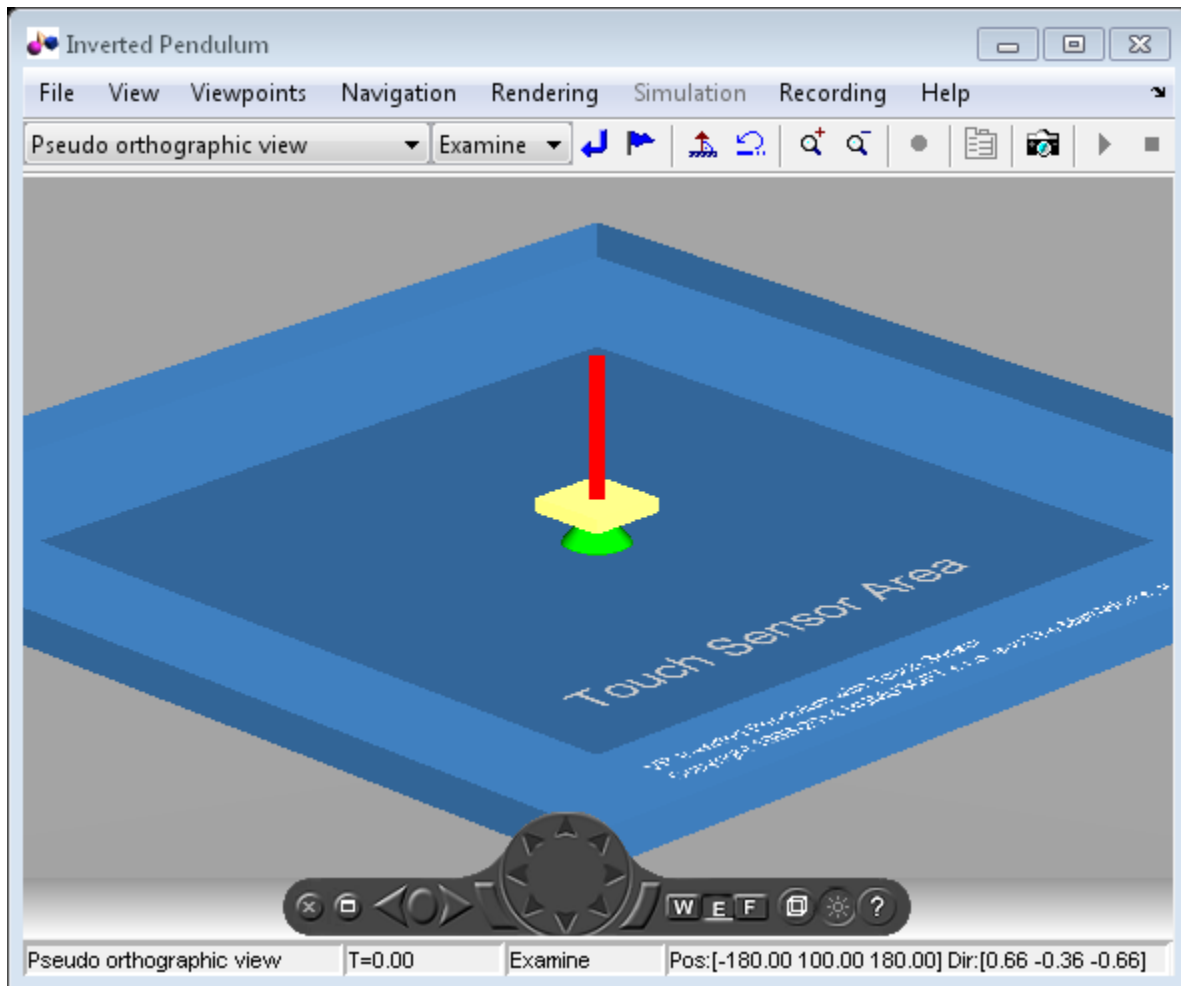 Inverted Pendulum
File View Viewpoints Navigation Rendering Simulation Recording Help
Pseudo orthographic view Examine
Touch Sensor Area
W E F ?
Pseudo orthographic view T=0.00 Examine Pos:[-180.00 100.00 180.00] Dir:[0.66 -0.36 -0.66]